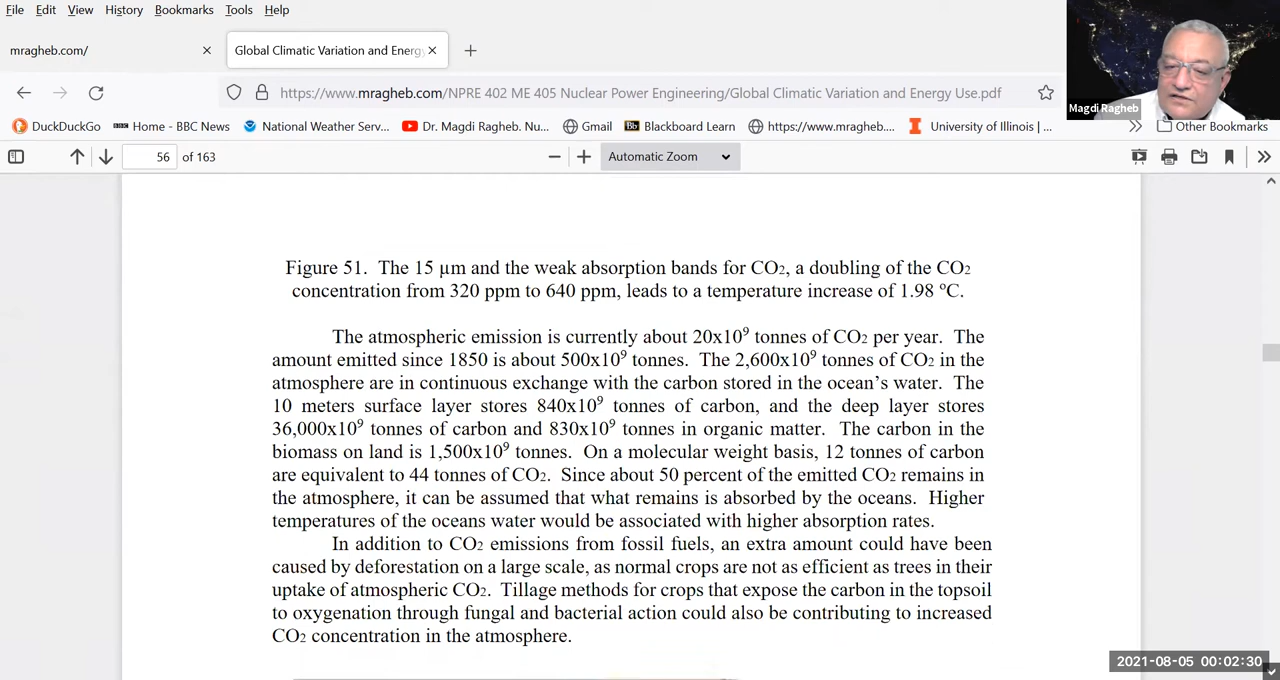 File Edit View History Bookmarks Tools Help
mragheb.com/ × Global Climatic Variation and Energy × +
https://www.mragheb.com/NPRE 402 ME 405 Nuclear Power Engineering/Global Climatic Variation and Energy Use.pdf
Magdi Ragheb
DuckDuckGo BBC Home - BBC News National Weather Serv... Dr. Magdi Ragheb. Nu... Gmail Bb Blackboard Learn https://www.mragheb.... University of Illinois |... Other Bookmarks
56 of 163 Automatic Zoom
Figure 51. The 15 µm and the weak absorption bands for CO₂, a doubling of the CO₂
concentration from 320 ppm to 640 ppm, leads to a temperature increase of 1.98 ºC.
The atmospheric emission is currently about 20x10⁹ tonnes of CO₂ per year. The
amount emitted since 1850 is about 500x10⁹ tonnes. The 2,600x10⁹ tonnes of CO₂ in the
atmosphere are in continuous exchange with the carbon stored in the ocean's water. The
10 meters surface layer stores 840x10⁹ tonnes of carbon, and the deep layer stores
36,000x10⁹ tonnes of carbon and 830x10⁹ tonnes in organic matter. The carbon in the
biomass on land is 1,500x10⁹ tonnes. On a molecular weight basis, 12 tonnes of carbon
are equivalent to 44 tonnes of CO₂. Since about 50 percent of the emitted CO₂ remains in
the atmosphere, it can be assumed that what remains is absorbed by the oceans. Higher
temperatures of the oceans water would be associated with higher absorption rates.
In addition to CO₂ emissions from fossil fuels, an extra amount could have been
caused by deforestation on a large scale, as normal crops are not as efficient as trees in their
uptake of atmospheric CO₂. Tillage methods for crops that expose the carbon in the topsoil
to oxygenation through fungal and bacterial action could also be contributing to increased
CO₂ concentration in the atmosphere.
2021-08-05 00:02:30